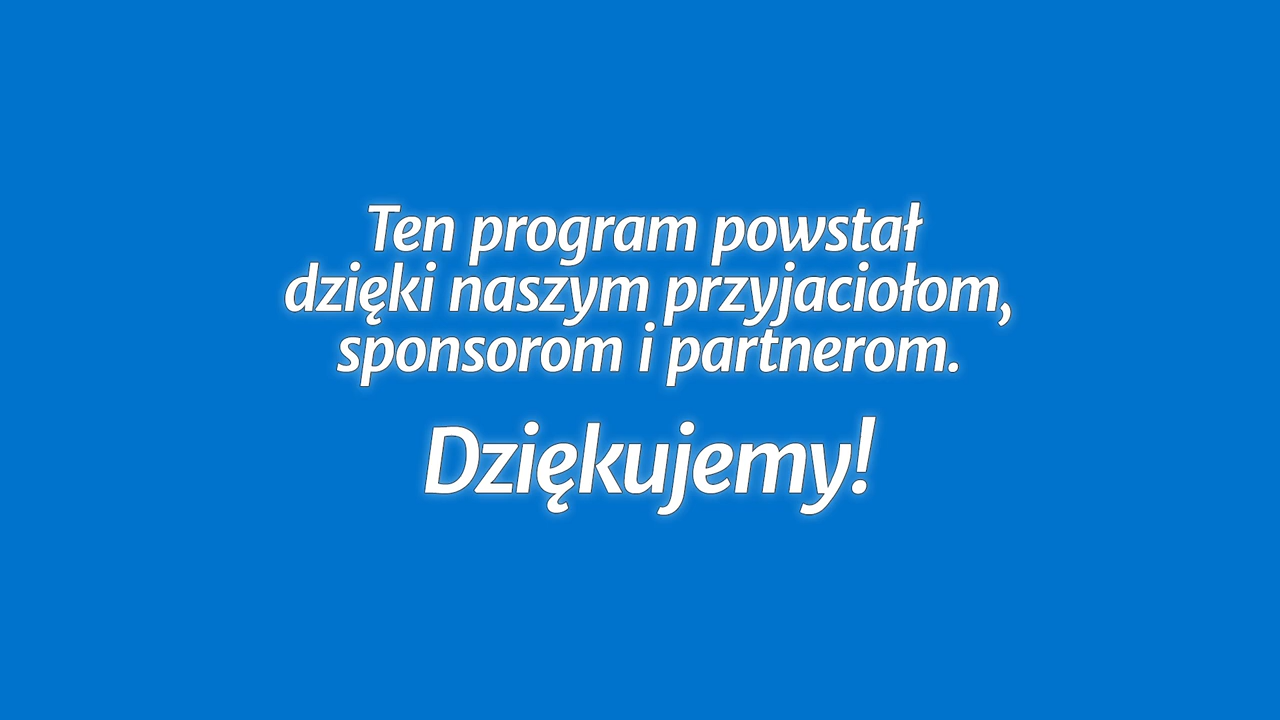 Ten program powstał
dzięki naszym przyjaciołom,
sponsorom i partnerom.
Dziękujemy!